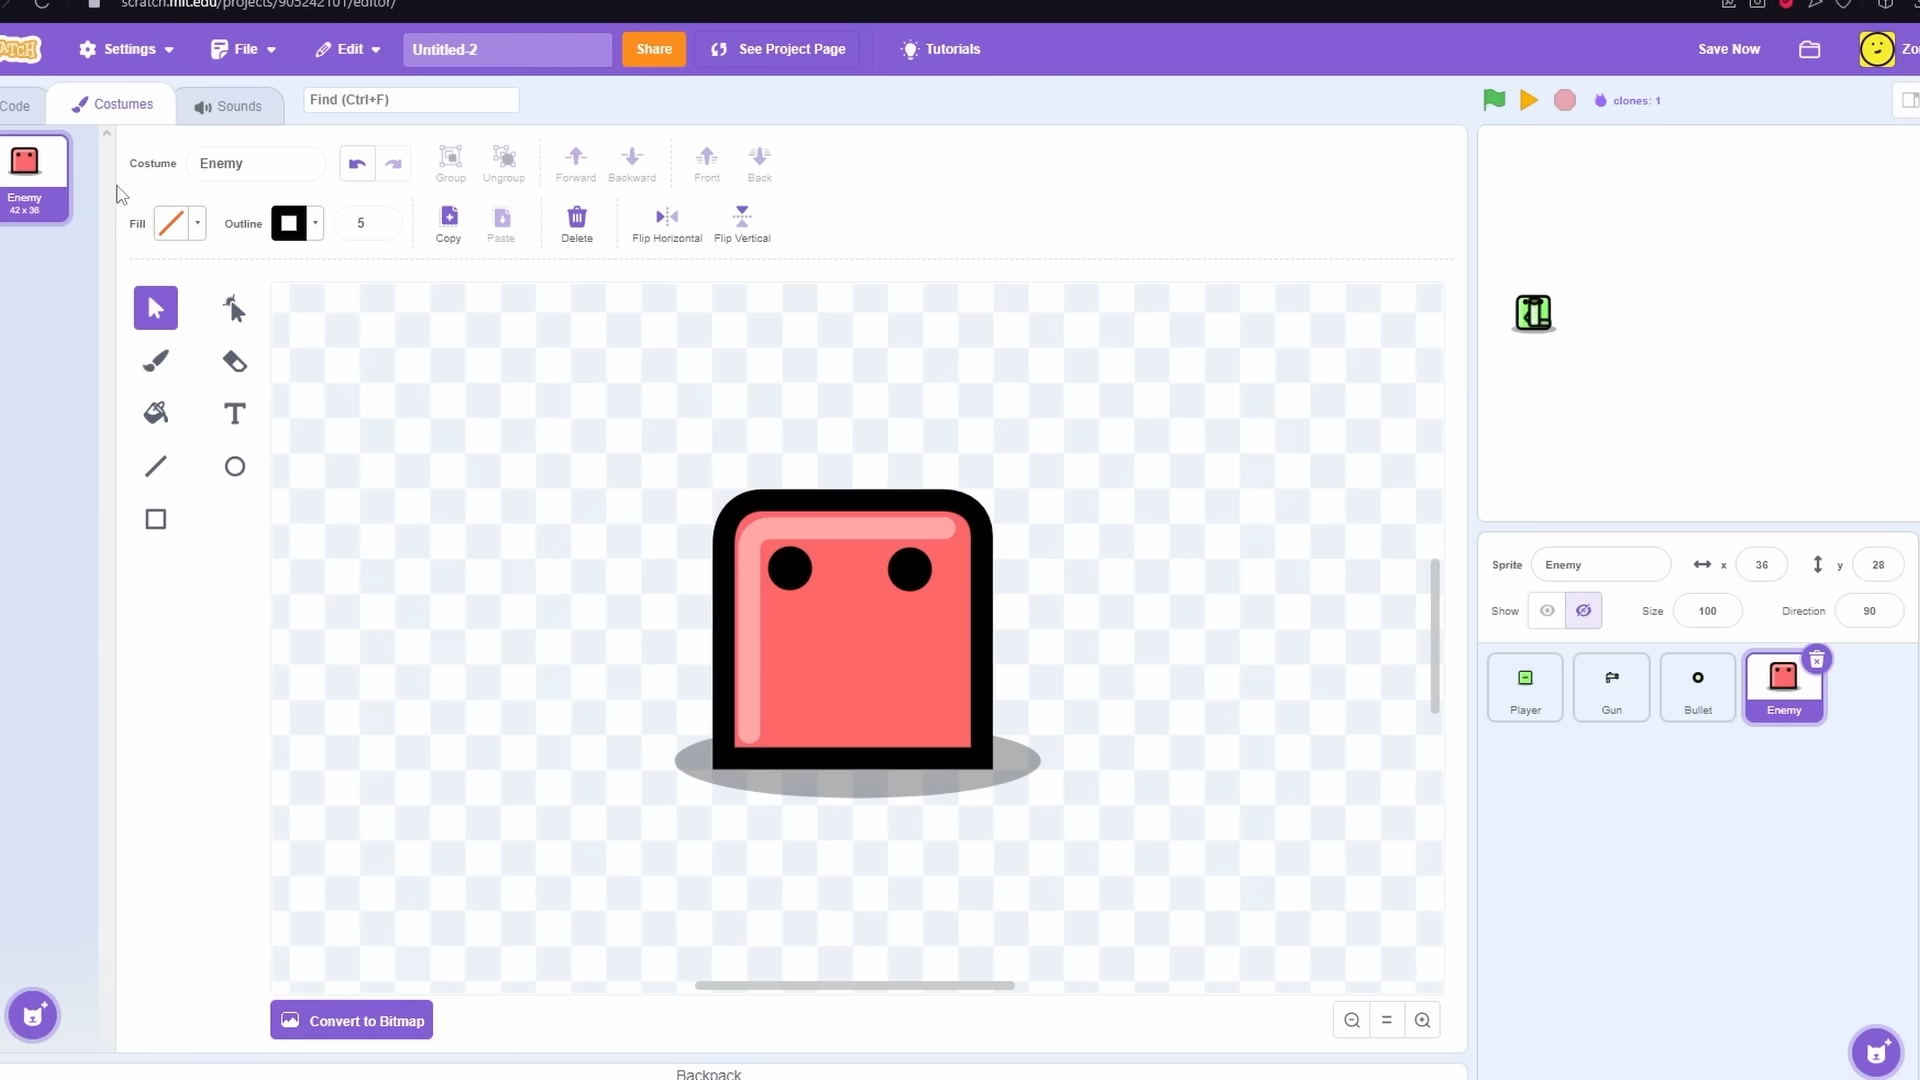 scratch.mit.edu/projects/905242101/editor/
Settings
File
Edit
Untitled-2
Share
See Project Page
Tutorials
Save Now
Code
Costumes
Sounds
Find (Ctrl+F)
clones: 1
Costume
Enemy
Group
Ungroup
Forward
Backward
Front
Back
Enemy
42 x 36
Fill
Outline
5
Copy
Paste
Delete
Flip Horizontal
Flip Vertical
Sprite
Enemy
x
36
y
28
Show
Size
100
Direction
90
Player
Gun
Bullet
Enemy
Convert to Bitmap
Backpack